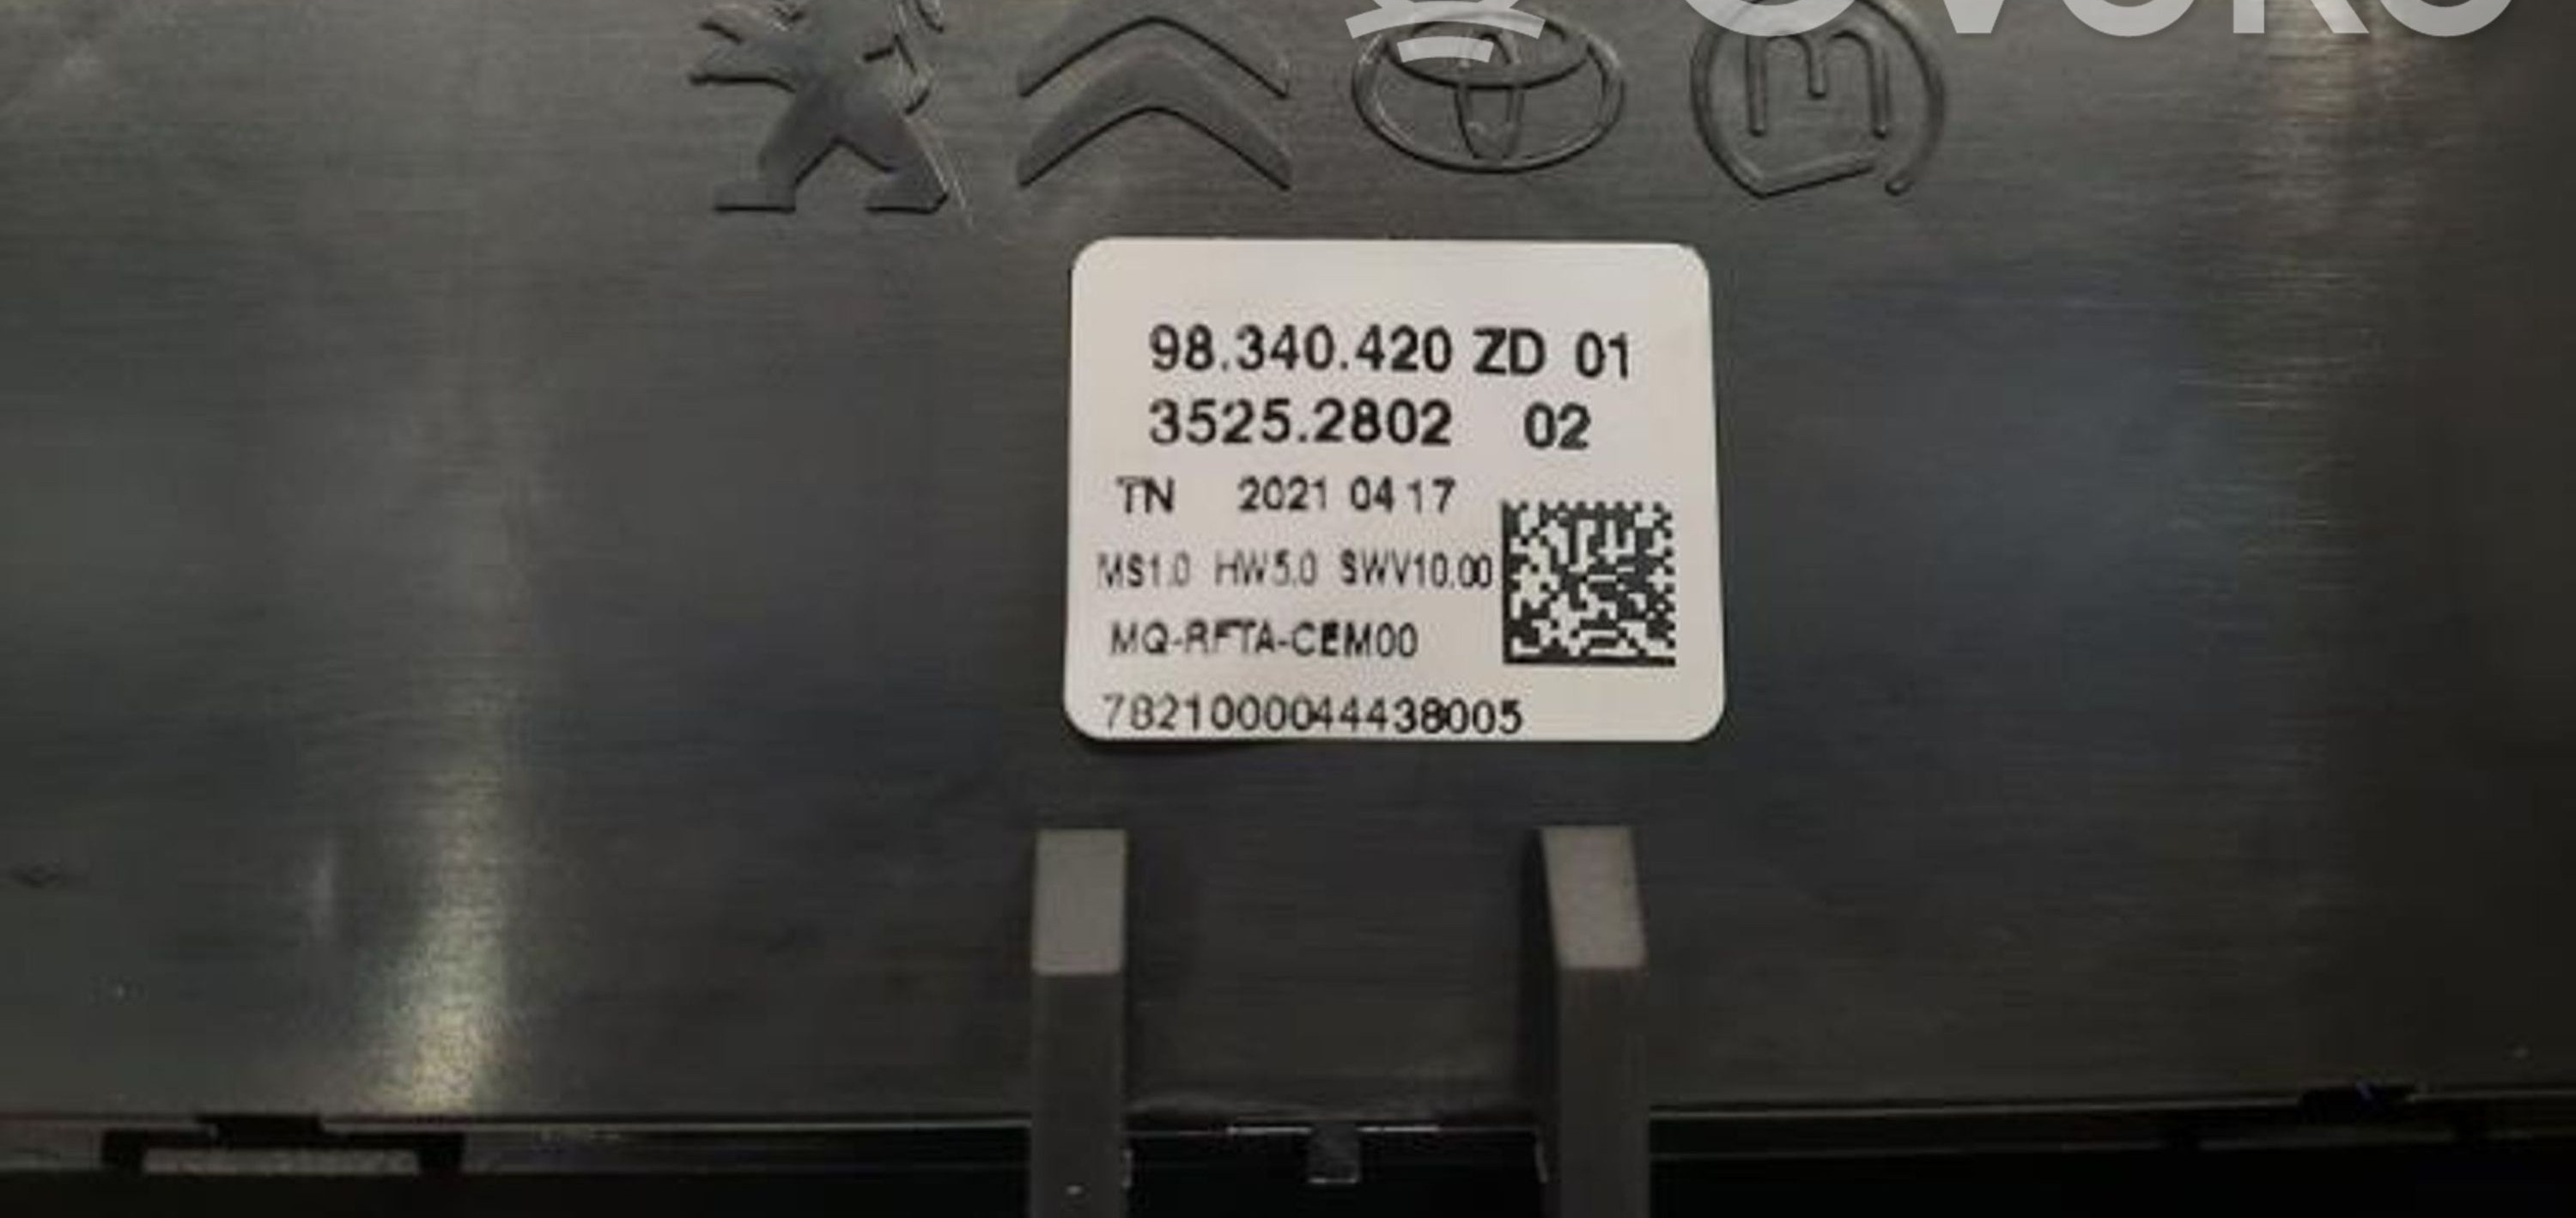 98.340.420 ZD 01
3525.2802 02
TN 2021 04 17
MS1.0 HW5.0 SWV10.00
MQ-RFTA-CEM00
7821000044438005